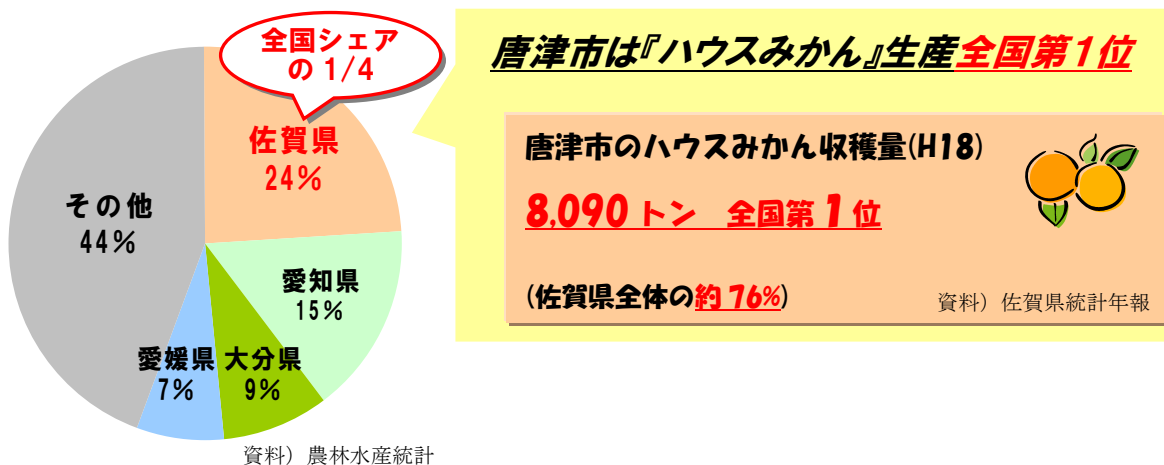 全国シェア
の 1/4
佐賀県
24%
愛知県
15%
大分県
9%
愛媛県
7%
その他
44%
資料）農林水産統計
唐津市は『ハウスみかん』生産全国第１位
唐津市のハウスみかん収穫量(H18)
8,090 トン　全国第 1 位
(佐賀県全体の約 76%)
資料）佐賀県統計年報